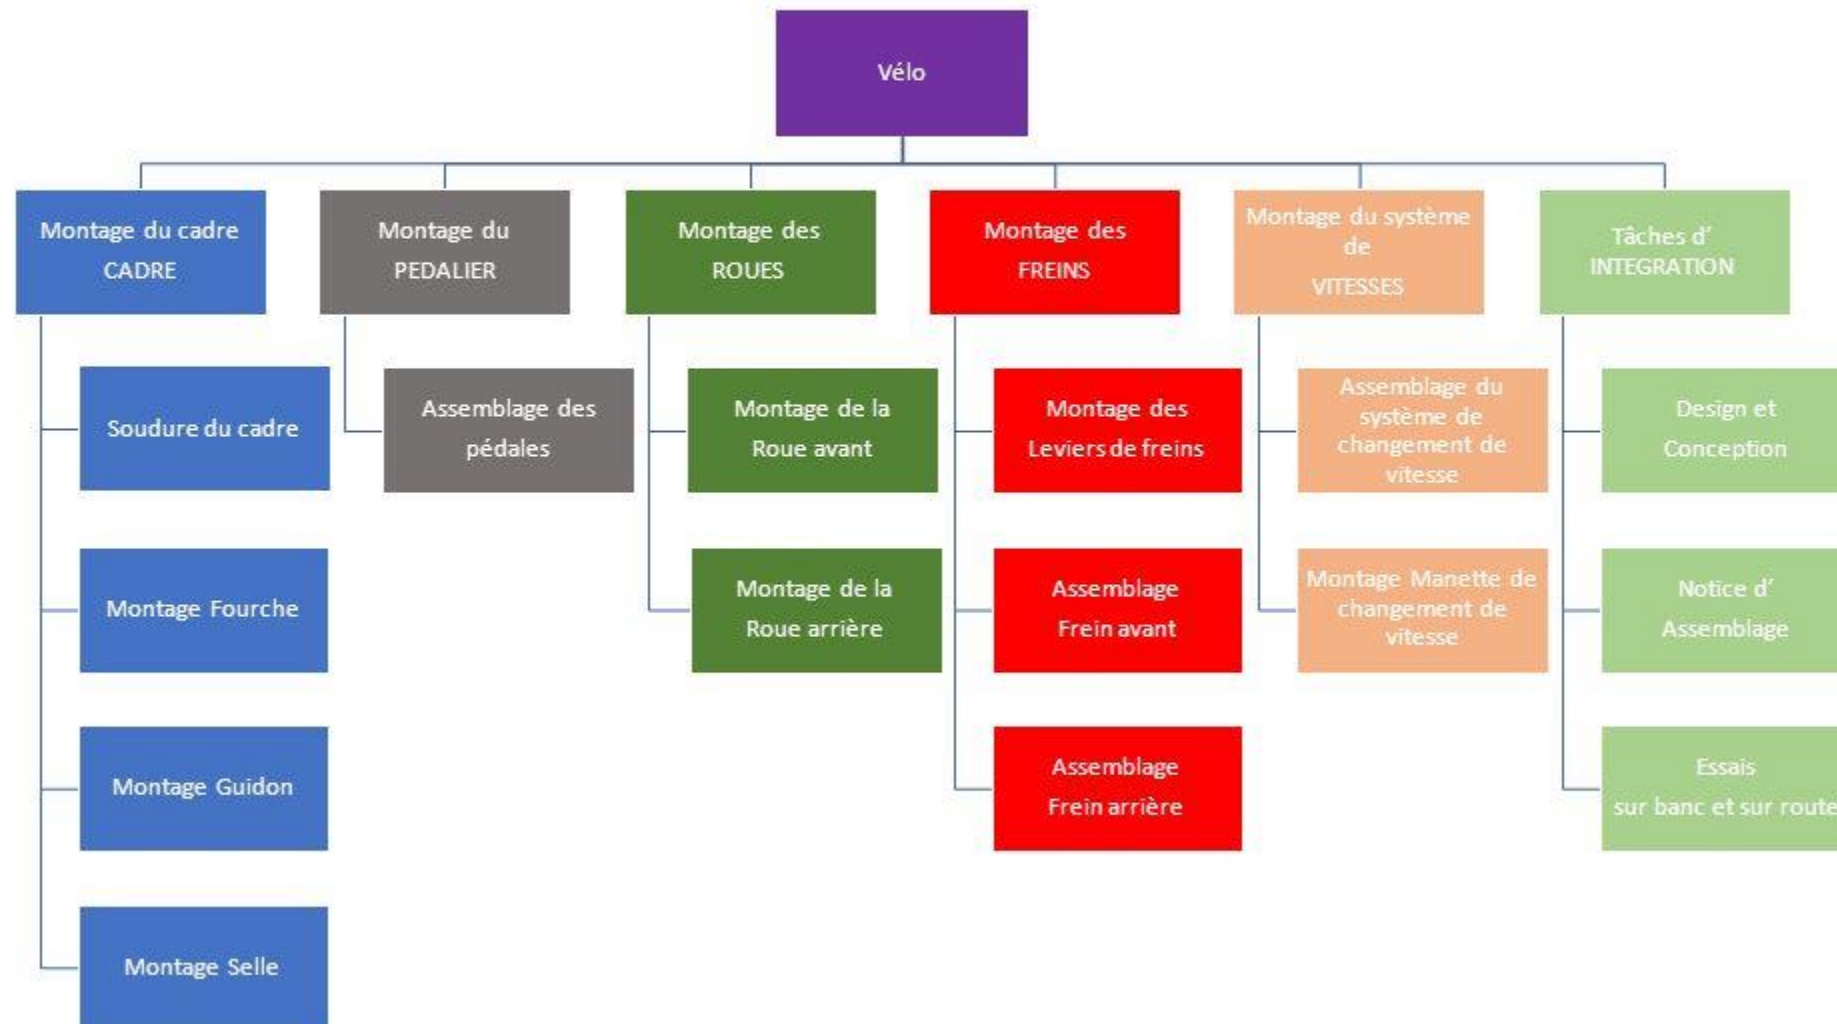 Vélo
Montage du cadre
CADRE
Montage du
PEDALIER
Montage des
ROUES
Montage des
FREINS
Montage du système
de
VITESSES
Tâches d’
INTEGRATION
Soudure du cadre
Assemblage des
pédales
Montage de la
Roue avant
Montage des
Leviers de freins
Assemblage du
système de
changement de
vitesse
Design et
Conception
Montage Fourche
Montage de la
Roue arrière
Assemblage
Frein avant
Montage Manette de
changement de
vitesse
Notice d’
Assemblage
Montage Guidon
Assemblage
Frein arrière
Essais
sur banc et sur route
Montage Selle